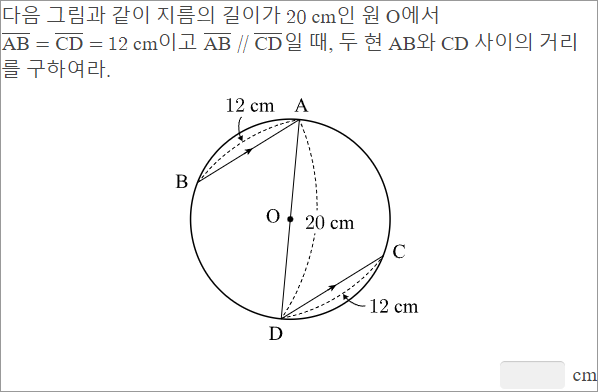 다음 그림과 같이 지름의 길이가 20 cm인 원 O에서
AB = CD = 12 cm이고 AB // CD일 때, 두 현 AB와 CD 사이의 거리
를 구하여라.
12 cm
A
B
O
20 cm
C
12 cm
D
cm